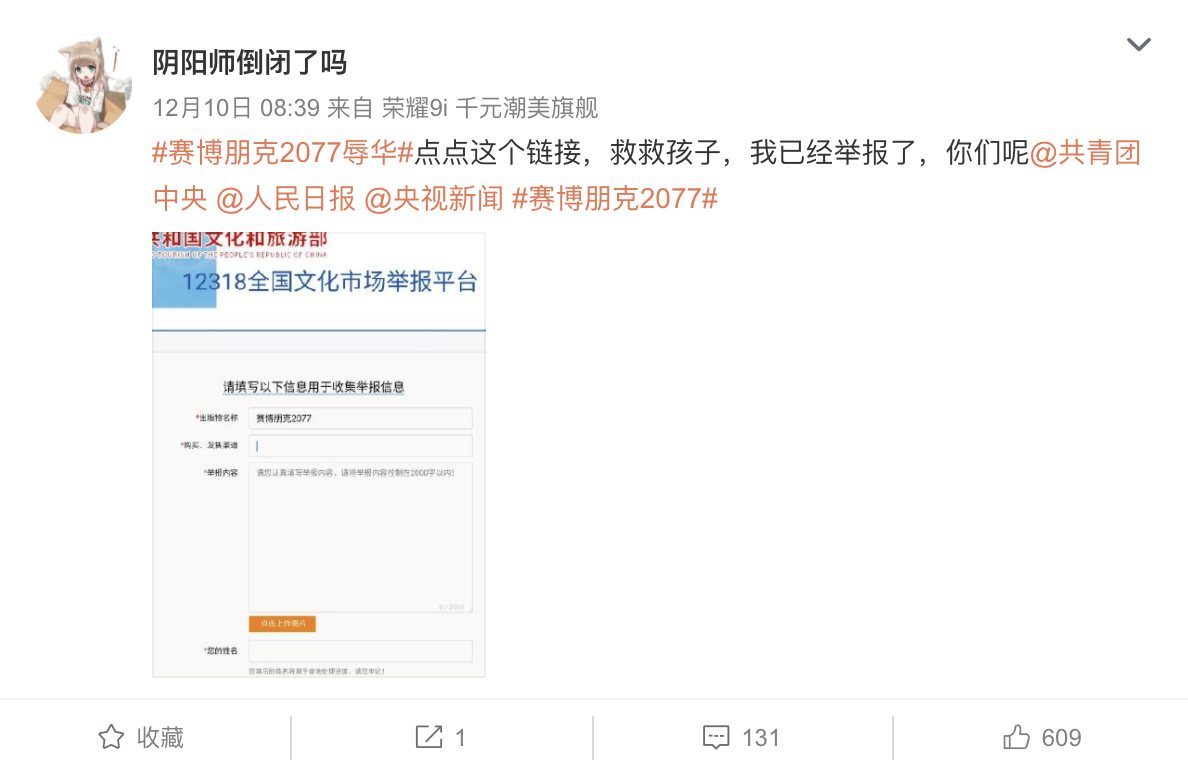 阴阳师倒闭了吗
12月10日 08:39 来自 荣耀9i 千元潮美旗舰
#赛博朋克2077辱华#点点这个链接，救救孩子，我已经举报了，你们呢@共青团
中央 @人民日报 @央视新闻 #赛博朋克2077#
共和国文化和旅游部
TOURISM OF THE PEOPLE'S REPUBLIC OF CHINA
12318全国文化市场举报平台
请填写以下信息用于收集举报信息
*出版物名称 赛博朋克2077
*购买、发集渠道
*举报内容 请您认真填写举报内容，请将举报内容控制在2000字以内！
0 / 2000
点击上传图片
*您的姓名
收藏 1 131 609